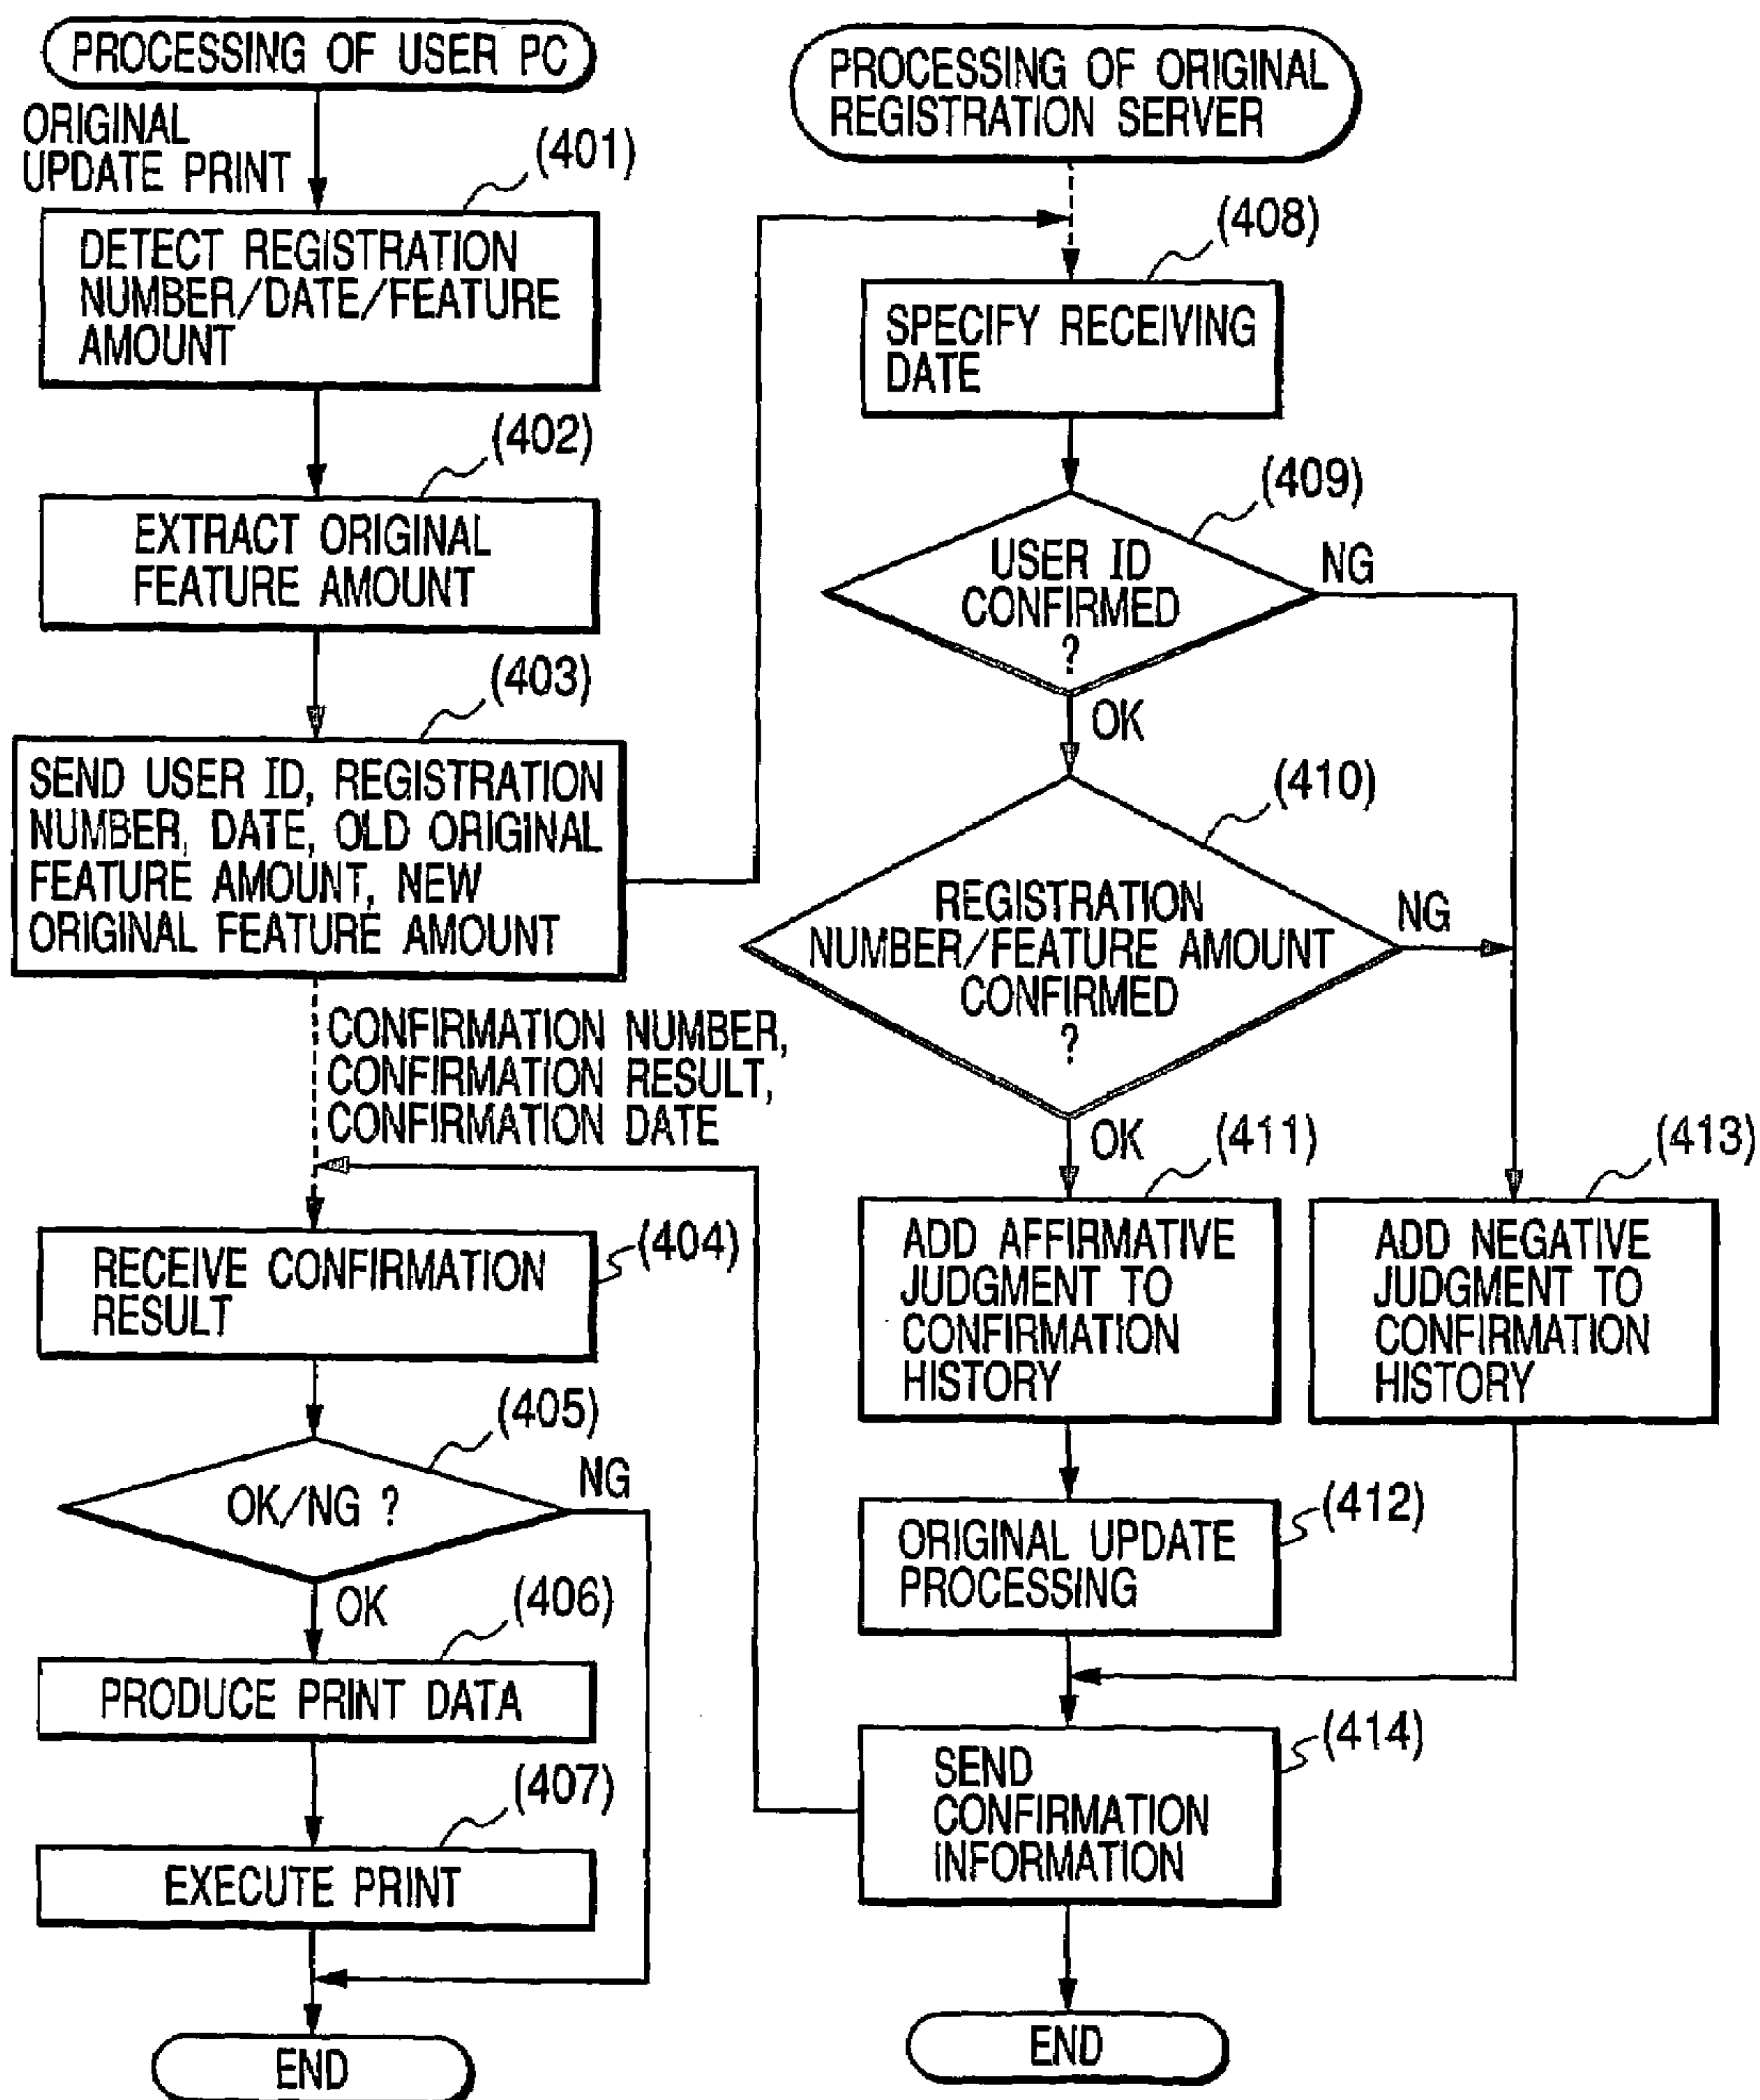 PROCESSING OF USER PC
ORIGINAL
UPDATE PRINT
(401)
DETECT REGISTRATION
NUMBER/DATE/FEATURE
AMOUNT
(402)
EXTRACT ORIGINAL
FEATURE AMOUNT
(403)
SEND USER ID, REGISTRATION
NUMBER, DATE, OLD ORIGINAL
FEATURE AMOUNT, NEW
ORIGINAL FEATURE AMOUNT
CONFIRMATION NUMBER,
CONFIRMATION RESULT,
CONFIRMATION DATE
RECEIVE CONFIRMATION
RESULT
(404)
(405)
OK/NG ?
NG
OK
(406)
PRODUCE PRINT DATA
(407)
EXECUTE PRINT
END
PROCESSING OF ORIGINAL
REGISTRATION SERVER
(408)
SPECIFY RECEIVING
DATE
(409)
USER ID
CONFIRMED
?
NG
OK
(410)
REGISTRATION
NUMBER/FEATURE AMOUNT
CONFIRMED
?
NG
OK
(411)
ADD AFFIRMATIVE
JUDGMENT TO
CONFIRMATION
HISTORY
(413)
ADD NEGATIVE
JUDGMENT TO
CONFIRMATION
HISTORY
(412)
ORIGINAL UPDATE
PROCESSING
(414)
SEND
CONFIRMATION
INFORMATION
END